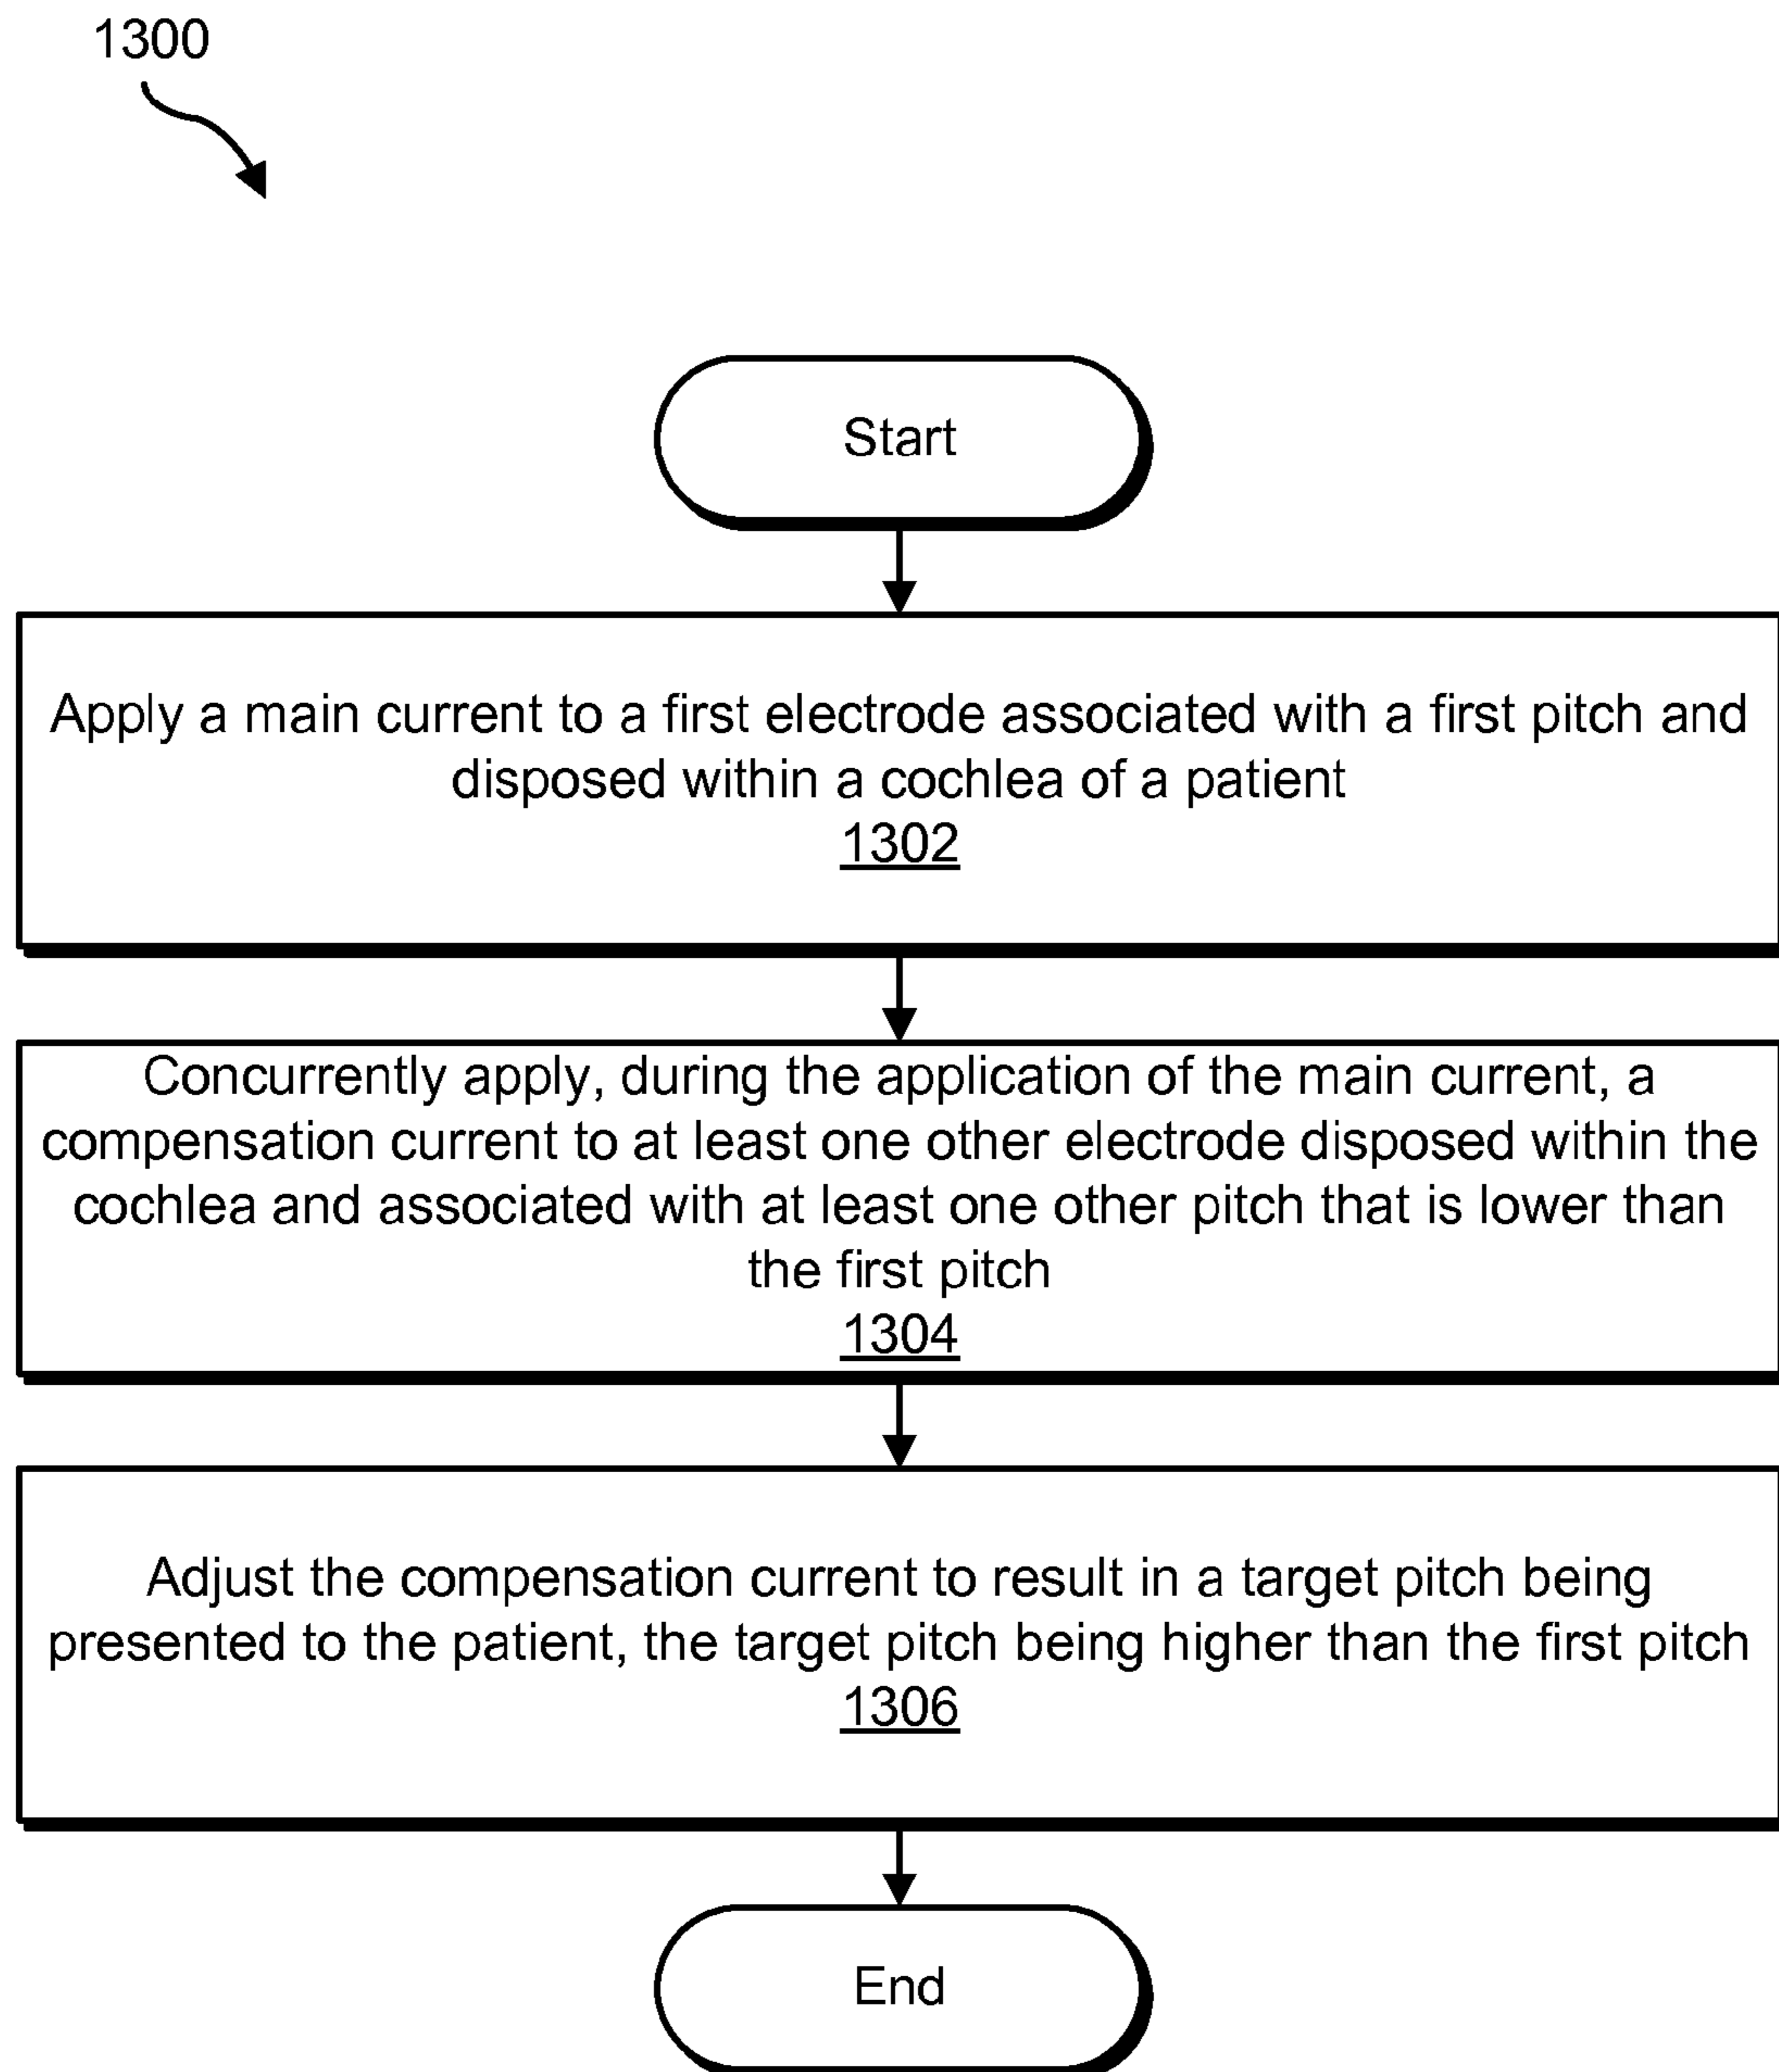 1300
Start
Apply a main current to a first electrode associated with a first pitch and
disposed within a cochlea of a patient
1302
Concurrently apply, during the application of the main current, a
compensation current to at least one other electrode disposed within the
cochlea and associated with at least one other pitch that is lower than
the first pitch
1304
Adjust the compensation current to result in a target pitch being
presented to the patient, the target pitch being higher than the first pitch
1306
End